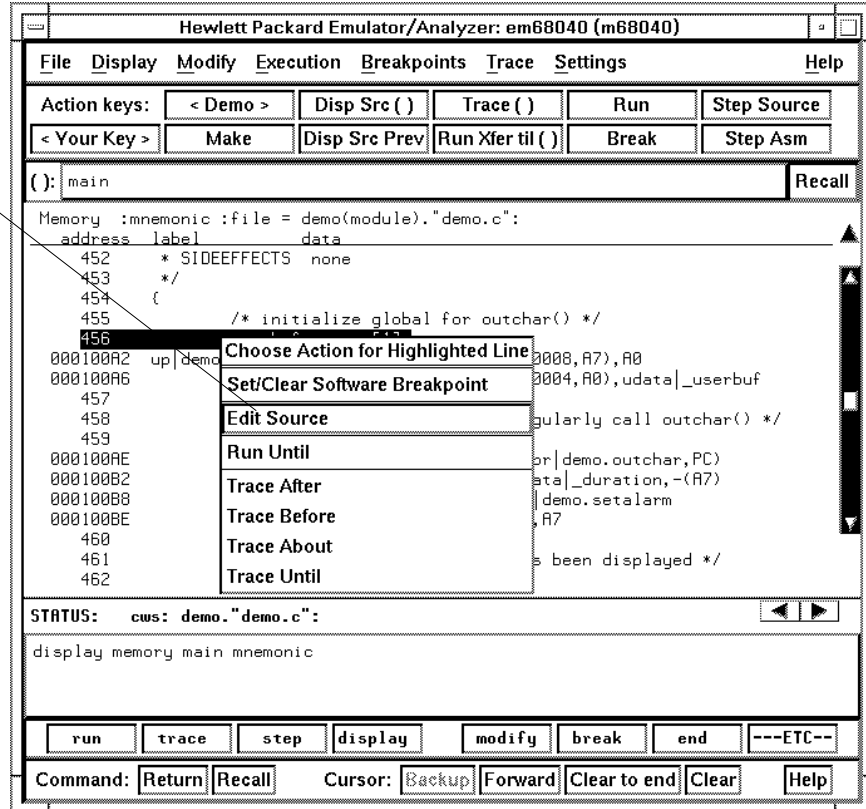 Hewlett Packard Emulator/Analyzer: em68040 (m68040)
File Display Modify Execution Breakpoints Trace Settings Help
Action keys: < Demo > Disp Src ( ) Trace ( ) Run Step Source
< Your Key > Make Disp Src Prev Run Xfer til ( ) Break Step Asm
( ): main Recall
Memory :mnemonic :file = demo(module)."demo.c":
address label data
452 * SIDEEFFECTS none
453 */
454 {
455 /* initialize global for outchar() */
456
000100A2 up|demo 0008,A7),A0
000100A6 0004,A0),udata|_userbuf
457
458 gularly call outchar() */
459
000100AE or|demo.outchar,PC)
000100B2 ata|_duration,-(A7)
000100B8 |demo.setalarm
000100BE ,A7
460
461 s been displayed */
462
Choose Action for Highlighted Line
Set/Clear Software Breakpoint
Edit Source
Run Until
Trace After
Trace Before
Trace About
Trace Until
STATUS: cws: demo."demo.c":
display memory main mnemonic
run trace step display modify break end ---ETC--
Command: Return Recall Cursor: Backup Forward Clear to end Clear Help